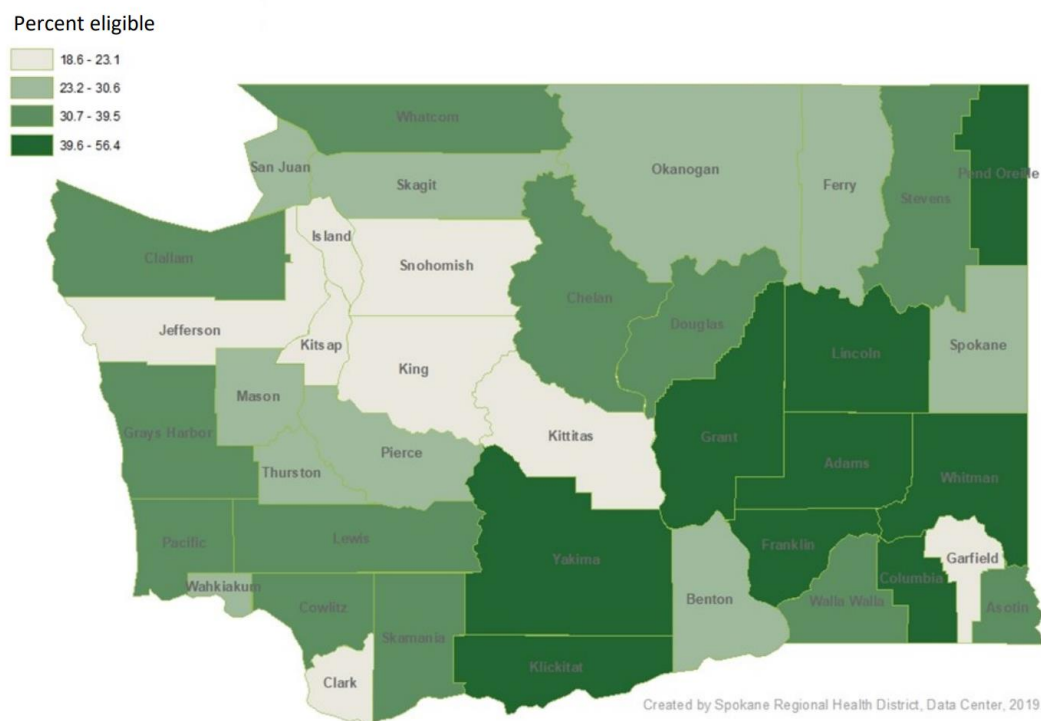 Percent eligible
18.6 - 23.1
23.2 - 30.6
30.7 - 39.5
39.6 - 56.4
Whatcom
San Juan
Skagit
Okanogan
Ferry
Stevens
Pend Oreille
Island
Clallam
Snohomish
Chelan
Douglas
Jefferson
Kitsap
King
Lincoln
Spokane
Mason
Grays Harbor
Kittitas
Grant
Pierce
Thurston
Adams
Whitman
Pacific
Lewis
Yakima
Franklin
Garfield
Wahkiakum
Cowlitz
Skamania
Benton
Walla Walla
Columbia
Asotin
Clark
Klickitat
Created by Spokane Regional Health District, Data Center, 2019